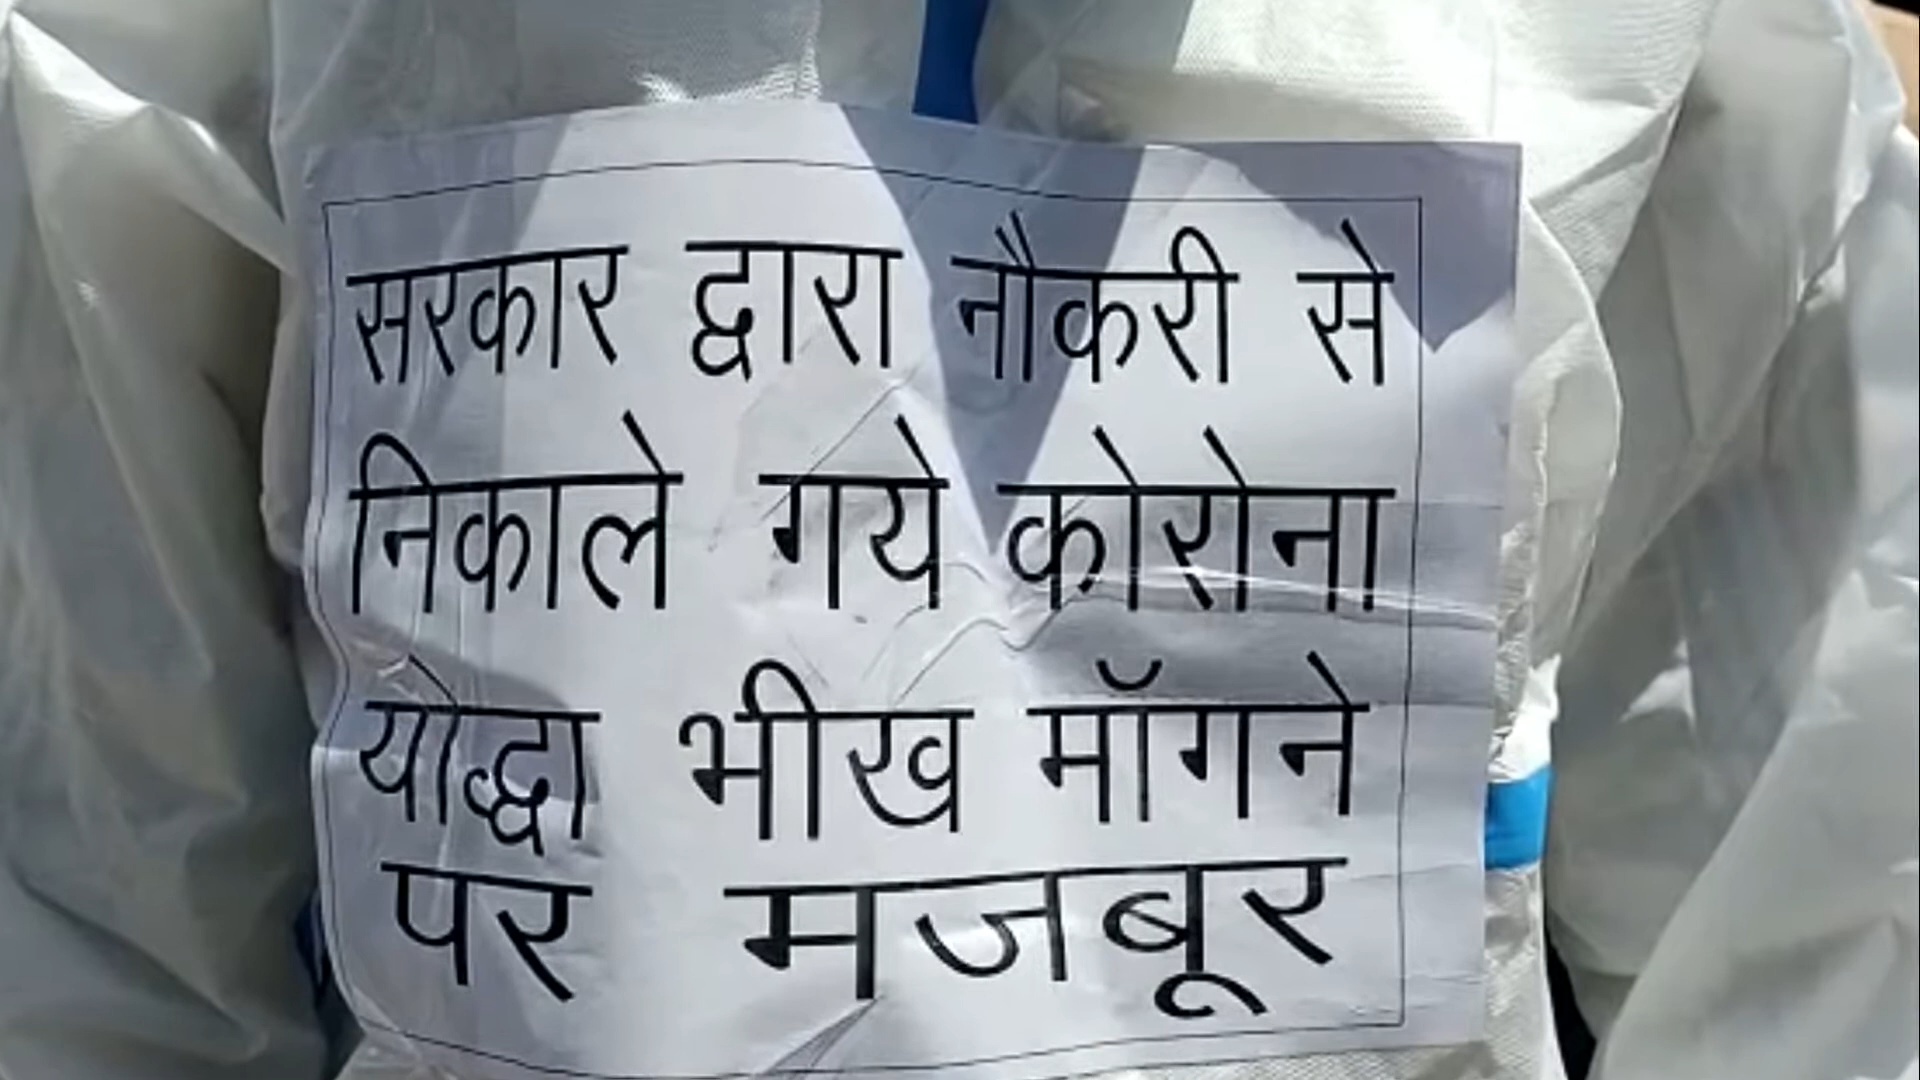 सरकार द्वारा नौकरी से
निकाले गये कोरोना
योद्धा भीख मॉगने
पर मजबूर